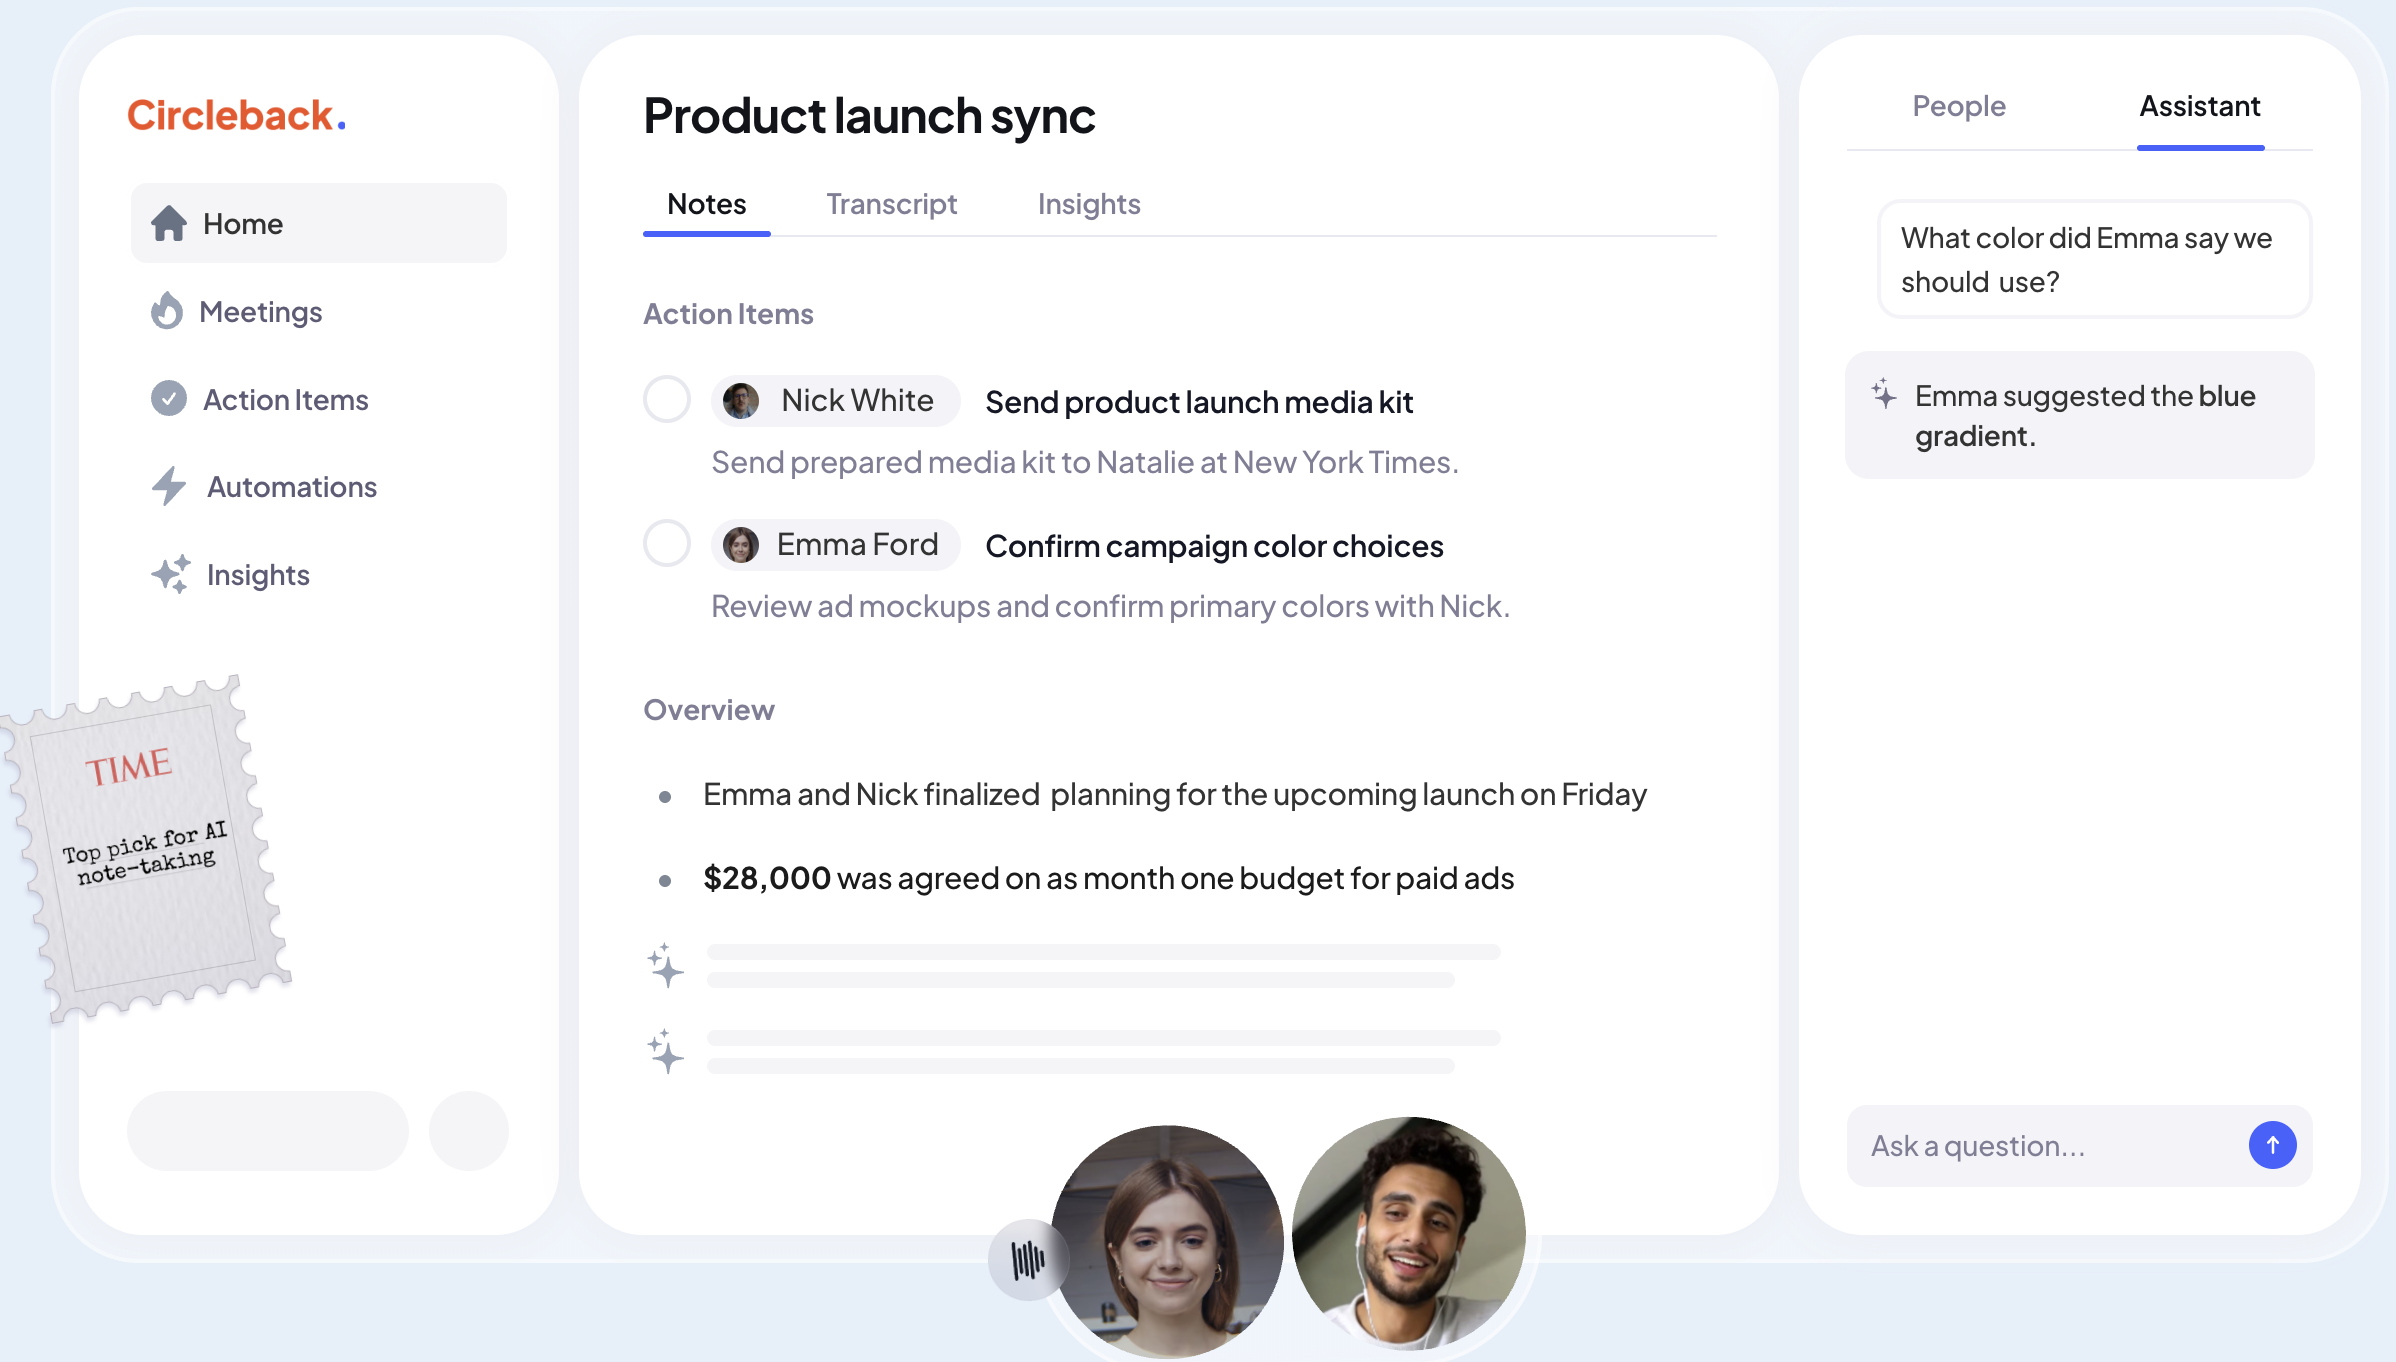 Circleback.
Home
Meetings
Action Items
Automations
Insights
TIME
Top pick for AI
note-taking
Product launch sync
Notes
Transcript
Insights
Action Items
Nick White
Send product launch media kit
Send prepared media kit to Natalie at New York Times.
Emma Ford
Confirm campaign color choices
Review ad mockups and confirm primary colors with Nick.
Overview
Emma and Nick finalized planning for the upcoming launch on Friday
$28,000 was agreed on as month one budget for paid ads
People
Assistant
What color did Emma say we
should use?
Emma suggested the blue
gradient.
Ask a question...